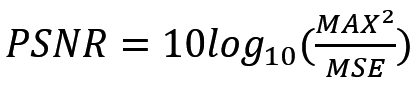 PSNR = 10log₁₀(MAX²/MSE)